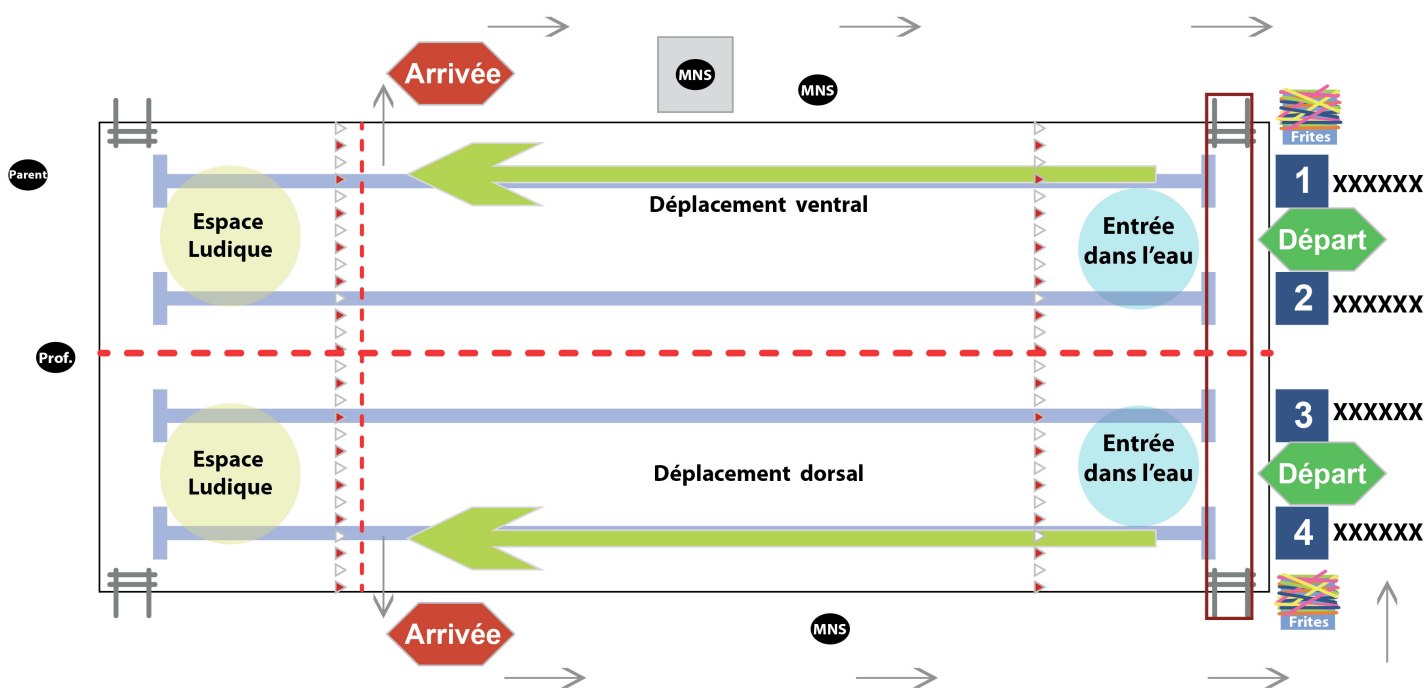 Arrivée
MNS
MNS
Frites
Parent
1 XXXXXX
Déplacement ventral
Espace
Ludique
Entrée
dans l'eau
Départ
2 XXXXXX
Prof.
3 XXXXXX
Espace
Ludique
Entrée
dans l'eau
Déplacement dorsal
Départ
4 XXXXXX
Frites
Arrivée
MNS